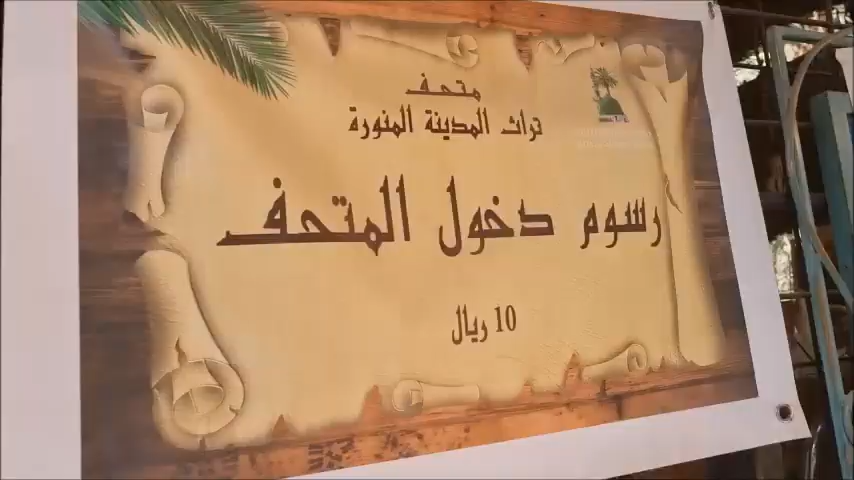 متحف
تراث المدينة المنورة
رسوم دخول المتحف
10 ريال